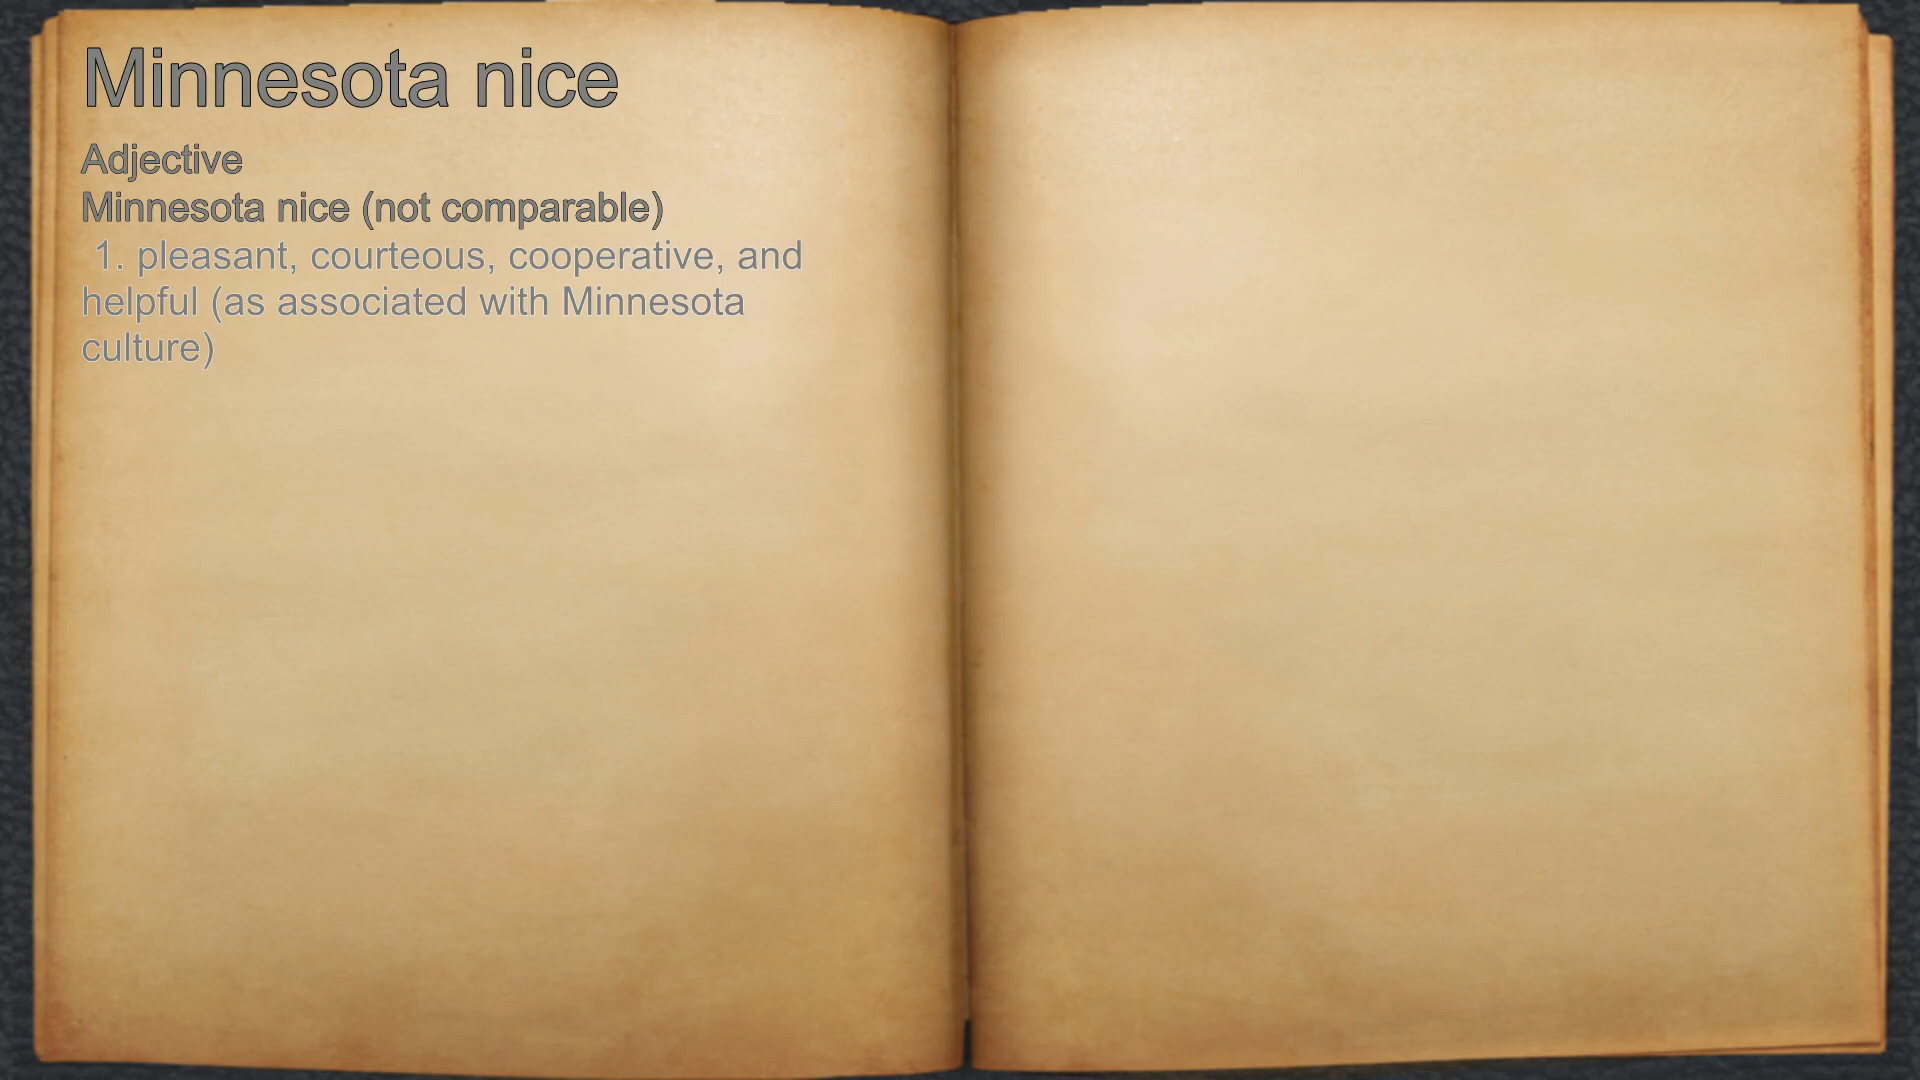 Minnesota nice
Adjective
Minnesota nice (not comparable)
1. pleasant, courteous, cooperative, and
helpful (as associated with Minnesota
culture)